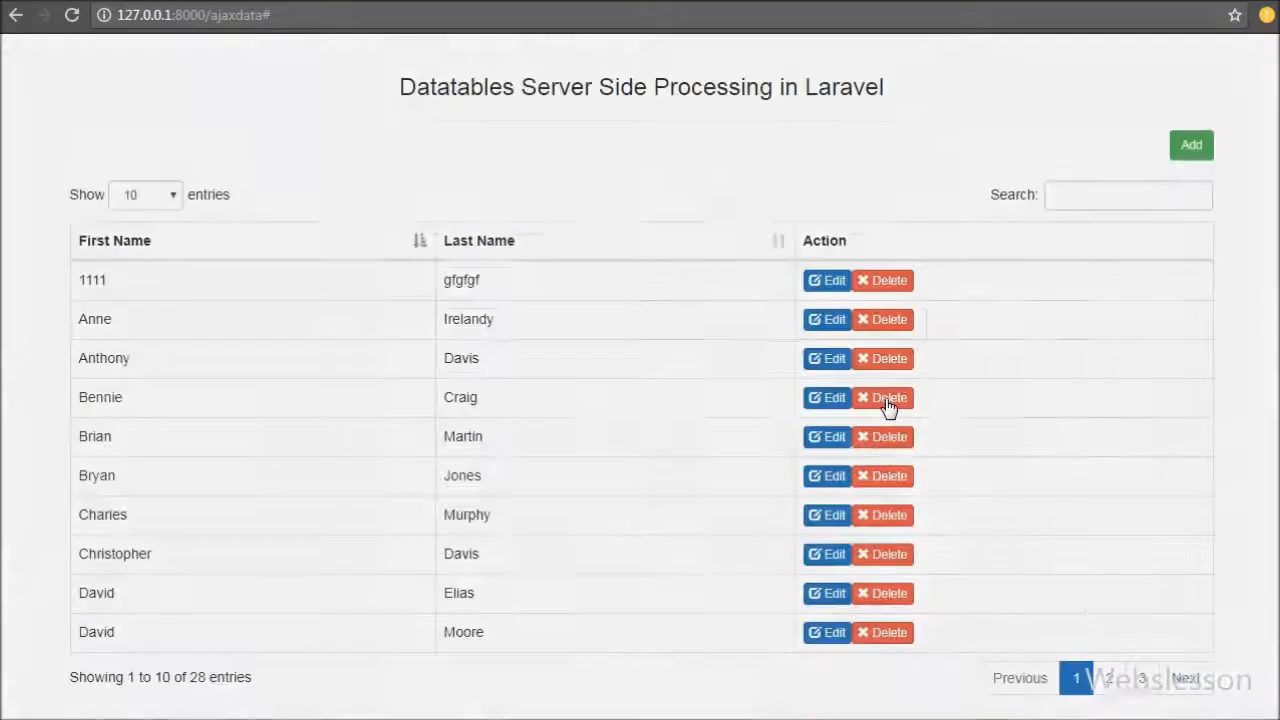 127.0.0.1:8000/ajaxdata#
Datatables Server Side Processing in Laravel
Add
Show 10 entries Search:
First Name Last Name Action
1111 gfgfgf Edit Delete
Anne Irelandy Edit Delete
Anthony Davis Edit Delete
Bennie Craig Edit Delete
Brian Martin Edit Delete
Bryan Jones Edit Delete
Charles Murphy Edit Delete
Christopher Davis Edit Delete
David Elias Edit Delete
David Moore Edit Delete
Showing 1 to 10 of 28 entries Previous 1 2 3 Next
Webslesson